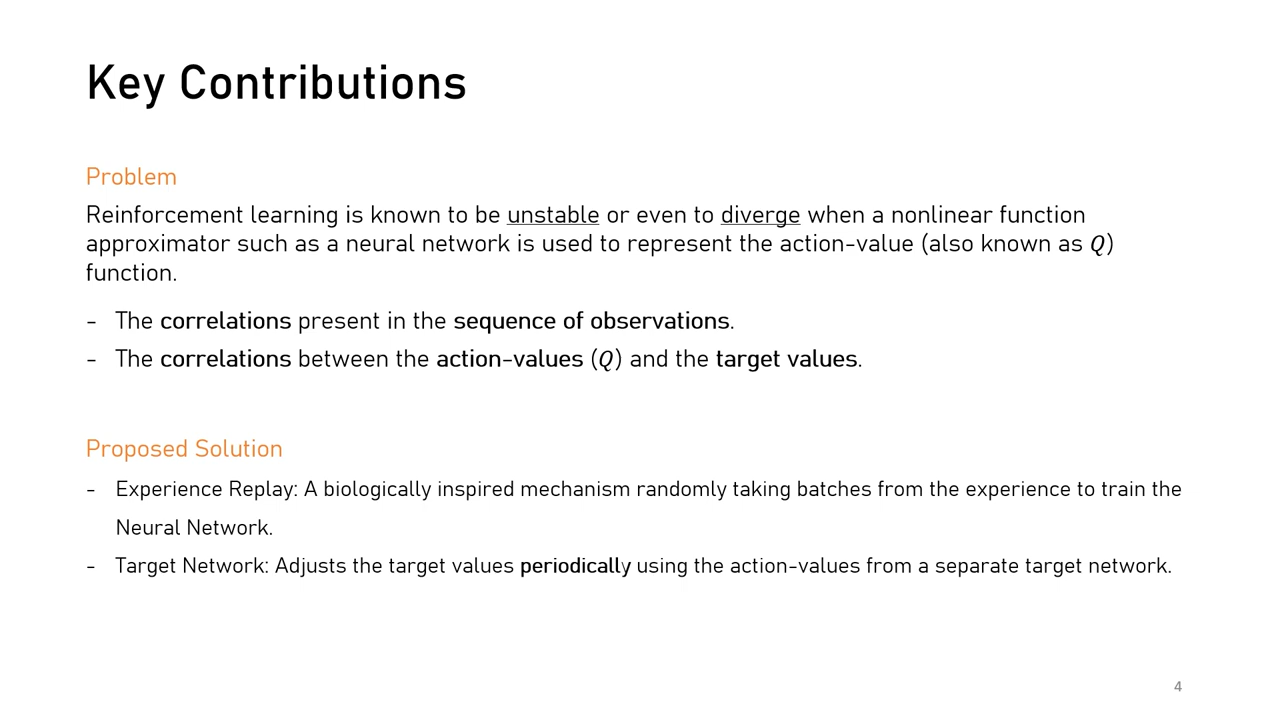 Key Contributions
Problem
Reinforcement learning is known to be unstable or even to diverge when a nonlinear function
approximator such as a neural network is used to represent the action-value (also known as Q)
function.
- The correlations present in the sequence of observations.
- The correlations between the action-values (Q) and the target values.
Proposed Solution
- Experience Replay: A biologically inspired mechanism randomly taking batches from the experience to train the
Neural Network.
- Target Network: Adjusts the target values periodically using the action-values from a separate target network.
4